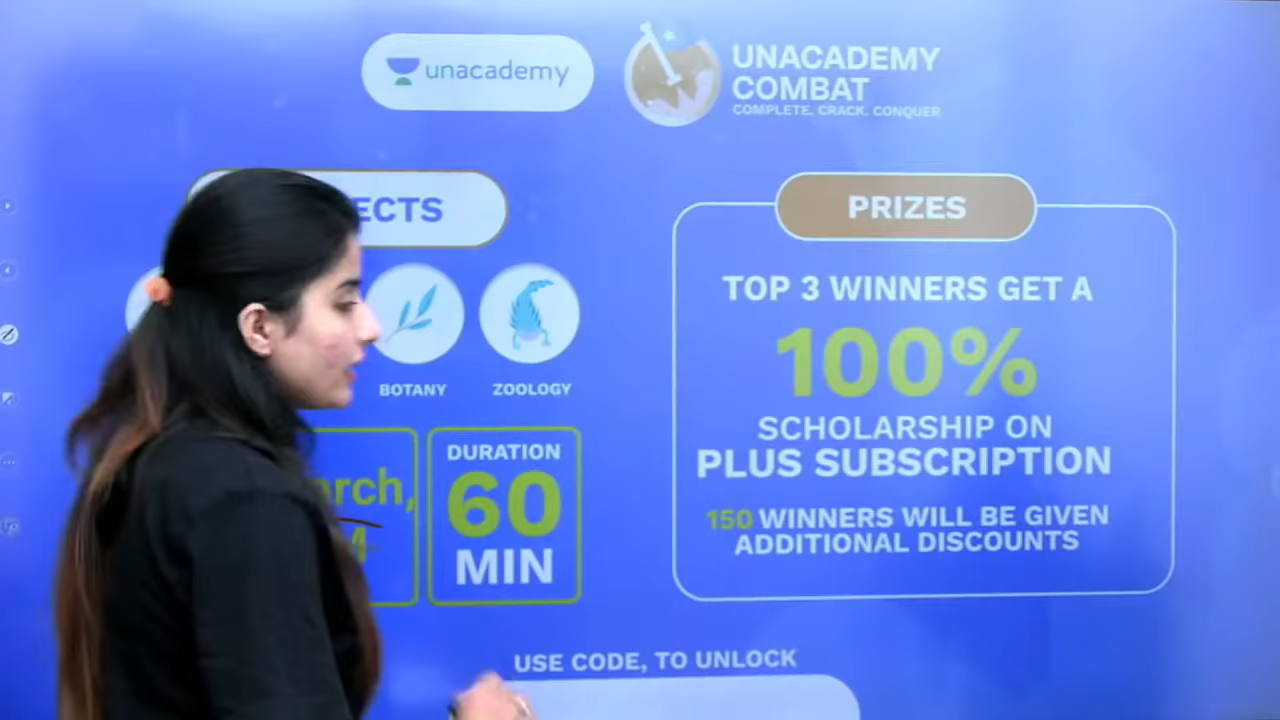 unacademy
UNACADEMY
COMBAT
COMPLETE. CRACK. CONQUER
ECTS
BOTANY
ZOOLOGY
arch,
DURATION
60
MIN
PRIZES
TOP 3 WINNERS GET A
100%
SCHOLARSHIP ON
PLUS SUBSCRIPTION
150 WINNERS WILL BE GIVEN
ADDITIONAL DISCOUNTS
USE CODE, TO UNLOCK